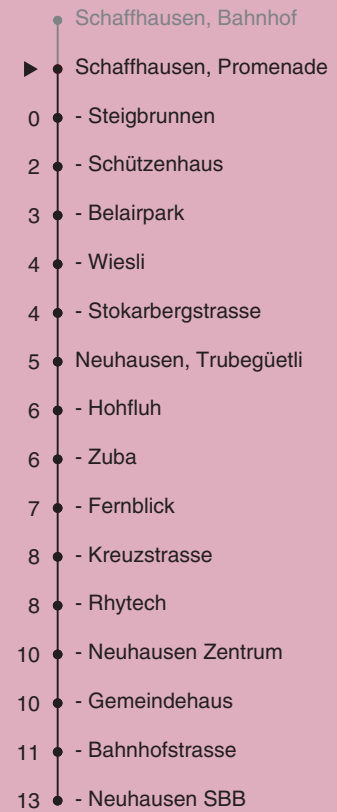 Schaffhausen, Bahnhof
Schaffhausen, Promenade
0 - Steigbrunnen
2 - Schützenhaus
3 - Belairpark
4 - Wiesli
4 - Stokarbergstrasse
5 Neuhausen, Trubegüetli
6 - Hohfluh
6 - Zuba
7 - Fernblick
8 - Kreuzstrasse
8 - Rhytech
10 - Neuhausen Zentrum
10 - Gemeindehaus
11 - Bahnhofstrasse
13 - Neuhausen SBB